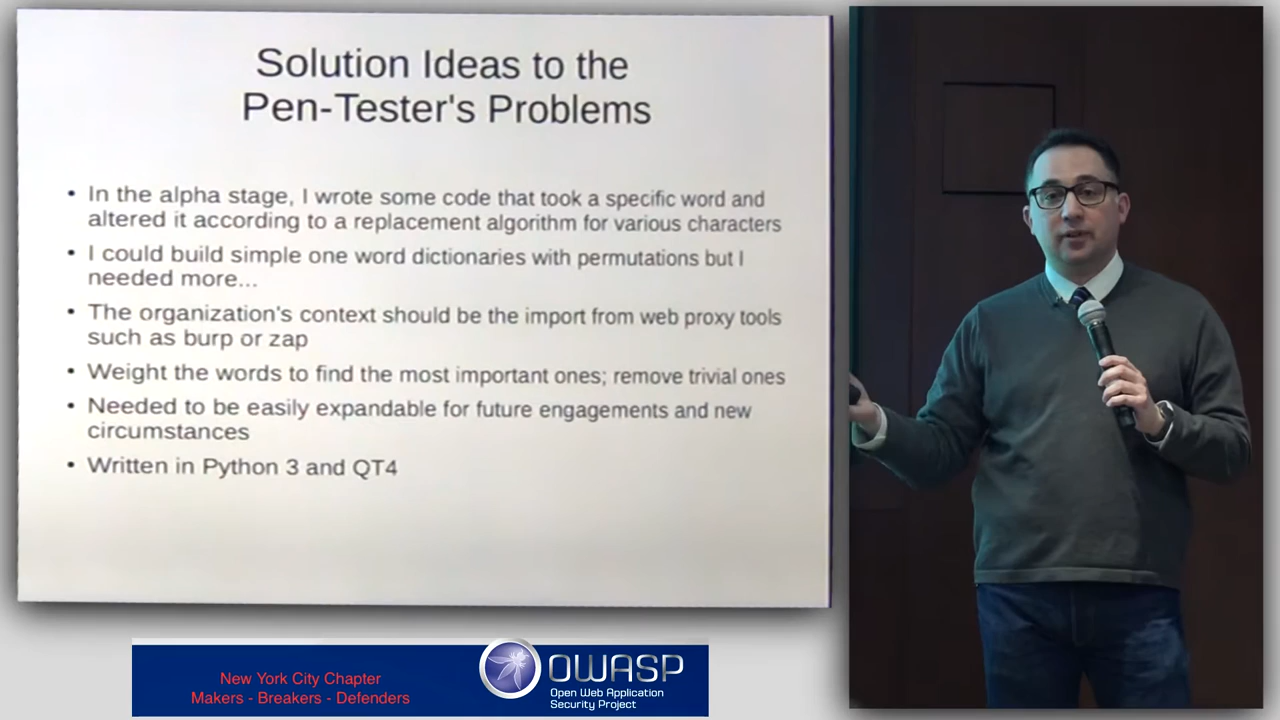 Solution Ideas to the
Pen-Tester's Problems
• In the alpha stage, I wrote some code that took a specific word and
altered it according to a replacement algorithm for various characters
• I could build simple one word dictionaries with permutations but I
needed more...
• The organization's context should be the import from web proxy tools
such as burp or zap
• Weight the words to find the most important ones; remove trivial ones
• Needed to be easily expandable for future engagements and new
circumstances
• Written in Python 3 and QT4
New York City Chapter
Makers - Breakers - Defenders
OWASP
Open Web Application
Security Project